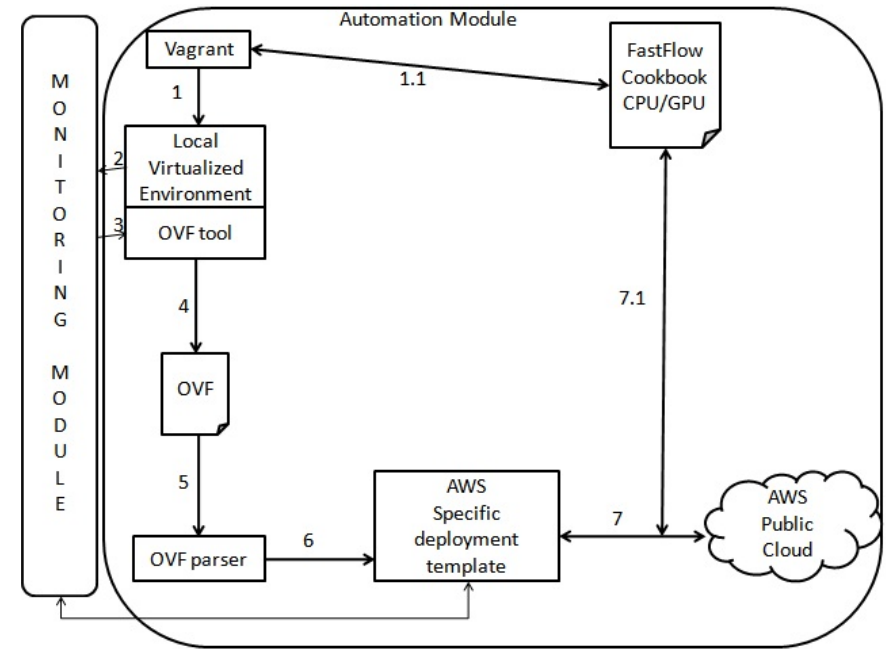 Automation Module
Vagrant
FastFlow
Cookbook
CPU/GPU
1.1
1
M
O
N
I
T
O
R
I
N
G
M
O
D
U
L
E
Local
Virtualized
Environment
2
3
OVF tool
4
7.1
OVF
5
AWS
Specific
deployment
template
6
OVF parser
7
AWS
Public
Cloud